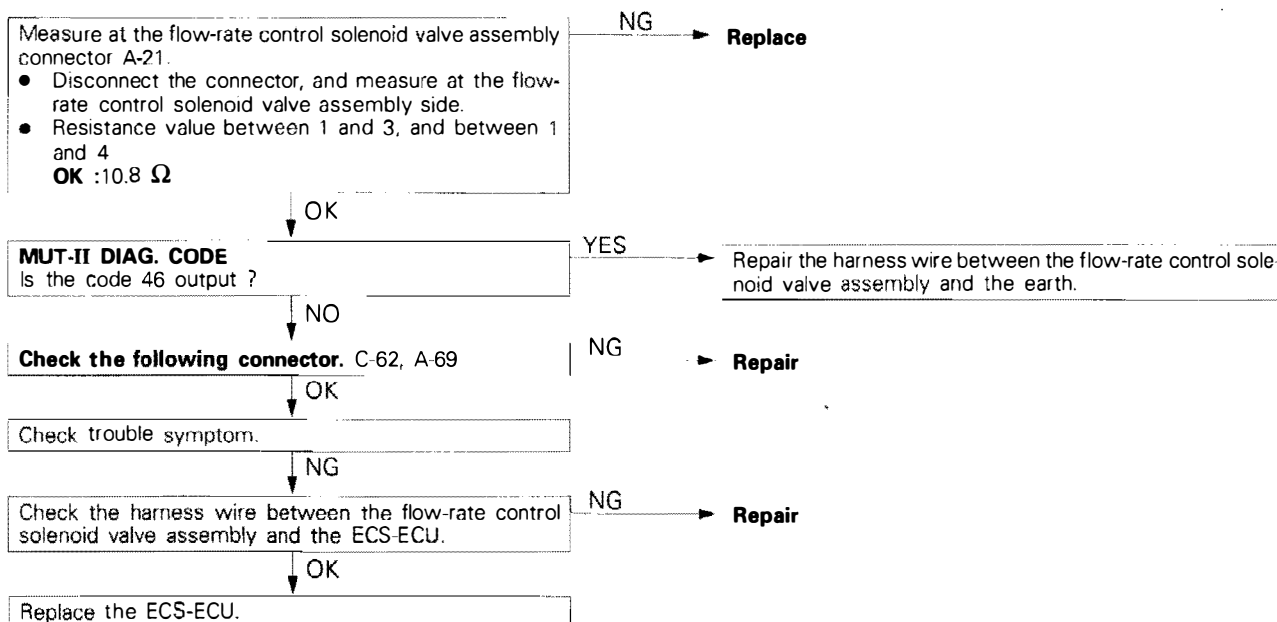 Measure at the flow-rate control solenoid valve assembly
connector A-21.
● Disconnect the connector, and measure at the flow-
rate control solenoid valve assembly side.
● Resistance value between 1 and 3, and between 1
and 4
OK :10.8 Ω
NG
Replace
OK
MUT-II DIAG. CODE
Is the code 46 output ?
YES
Repair the harness wire between the flow-rate control sole-
noid valve assembly and the earth.
NO
Check the following connector. C-62, A-69
NG
Repair
OK
Check trouble symptom.
NG
Check the harness wire between the flow-rate control
solenoid valve assembly and the ECS-ECU.
NG
Repair
OK
Replace the ECS-ECU.